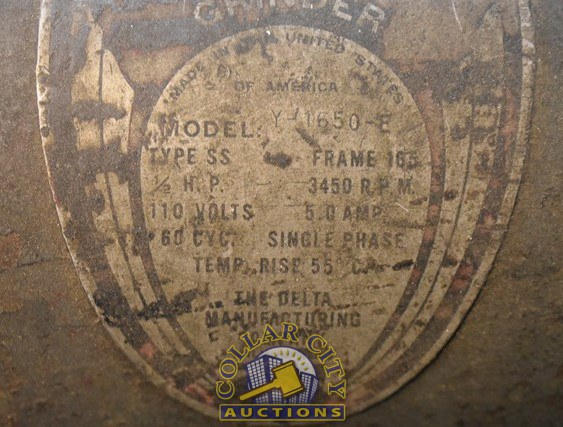 GRINDER
MADE IN THE UNITED STATES
OF AMERICA
MODEL: Y-1650-E
TYPE SS FRAME 165
1/2 H.P. 3450 R.P.M.
110 VOLTS 5.0 AMP.
60 CYC. SINGLE PHASE
TEMP. RISE 55° C.
THE DELTA
MANUFACTURING
COLLAR CITY
AUCTIONS